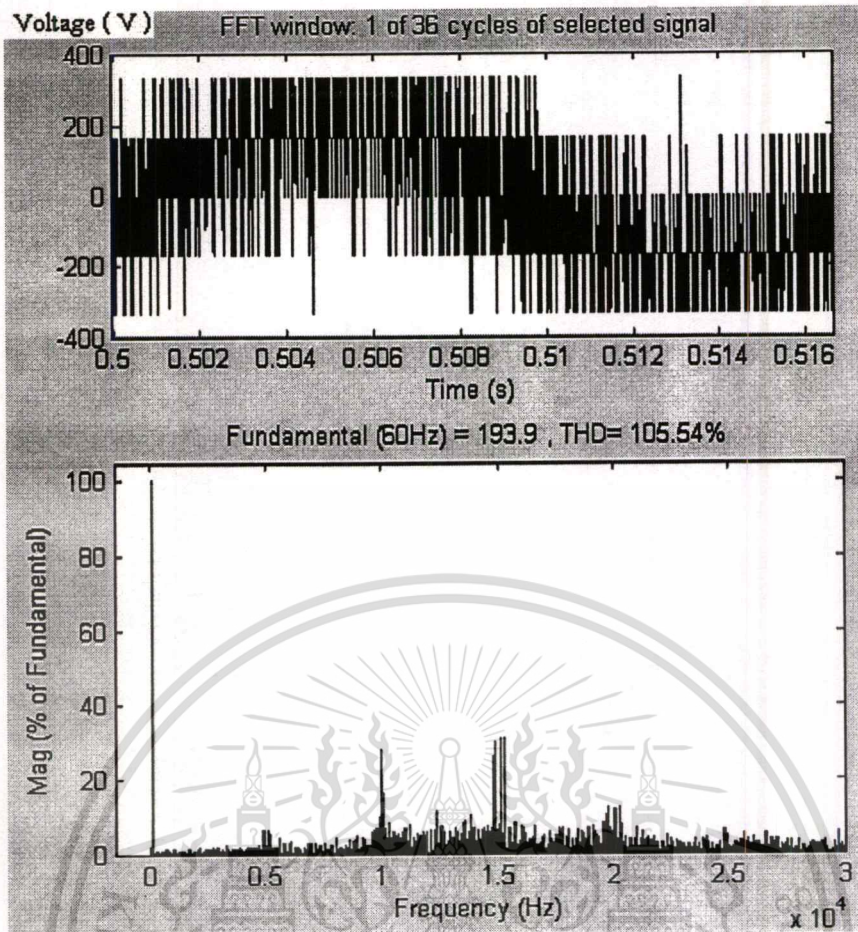 Voltage ( V )
FFT window: 1 of 36 cycles of selected signal
400
200
0
-200
-400
0.5 0.502 0.504 0.506 0.508 0.51 0.512 0.514 0.516
Time (s)
Fundamental (60Hz) = 193.9 , THD= 105.54%
100
80
60
40
20
0
Mag (% of Fundamental)
0 0.5 1 1.5 2 2.5 3
Frequency (Hz)
x 10^4